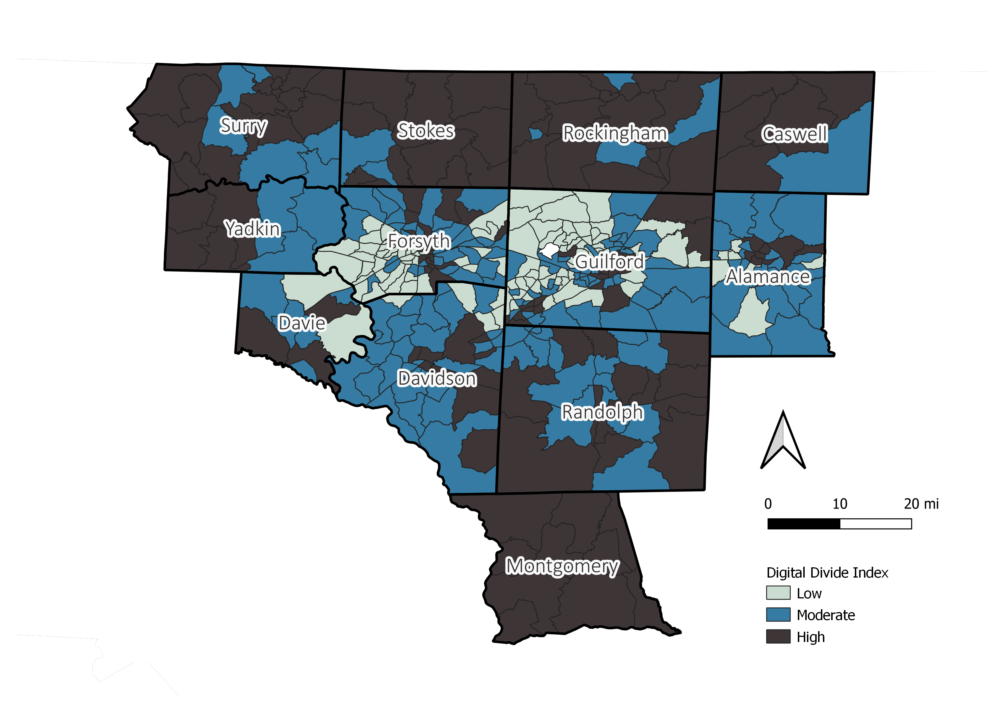 Surry
Stokes
Rockingham
Caswell
Yadkin
Forsyth
Guilford
Alamance
Davie
Davidson
Randolph
Montgomery
0 10 20 mi
Digital Divide Index
Low
Moderate
High